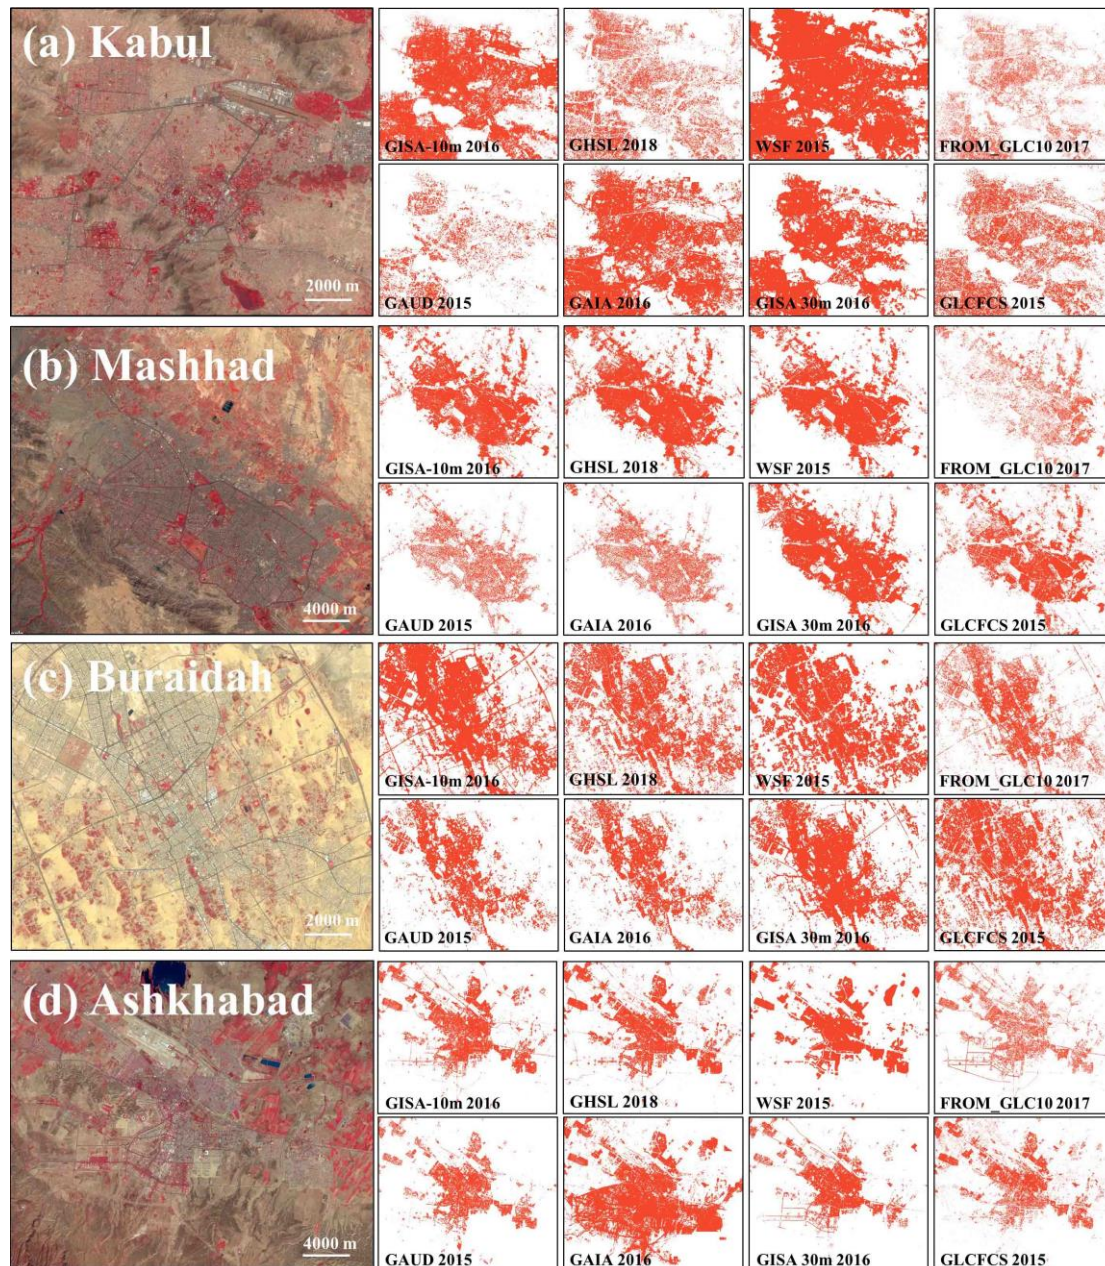 (a) Kabul
2000 m
GISA-10m 2016
GHSL 2018
WSF 2015
FROM_GLC10 2017
GAUD 2015
GAIA 2016
GISA 30m 2016
GLCFCS 2015
(b) Mashhad
4000 m
GISA-10m 2016
GHSL 2018
WSF 2015
FROM_GLC10 2017
GAUD 2015
GAIA 2016
GISA 30m 2016
GLCFCS 2015
(c) Buraidah
2000 m
GISA-10m 2016
GHSL 2018
WSF 2015
FROM_GLC10 2017
GAUD 2015
GAIA 2016
GISA 30m 2016
GLCFCS 2015
(d) Ashkhabad
4000 m
GISA-10m 2016
GHSL 2018
WSF 2015
FROM_GLC10 2017
GAUD 2015
GAIA 2016
GISA 30m 2016
GLCFCS 2015